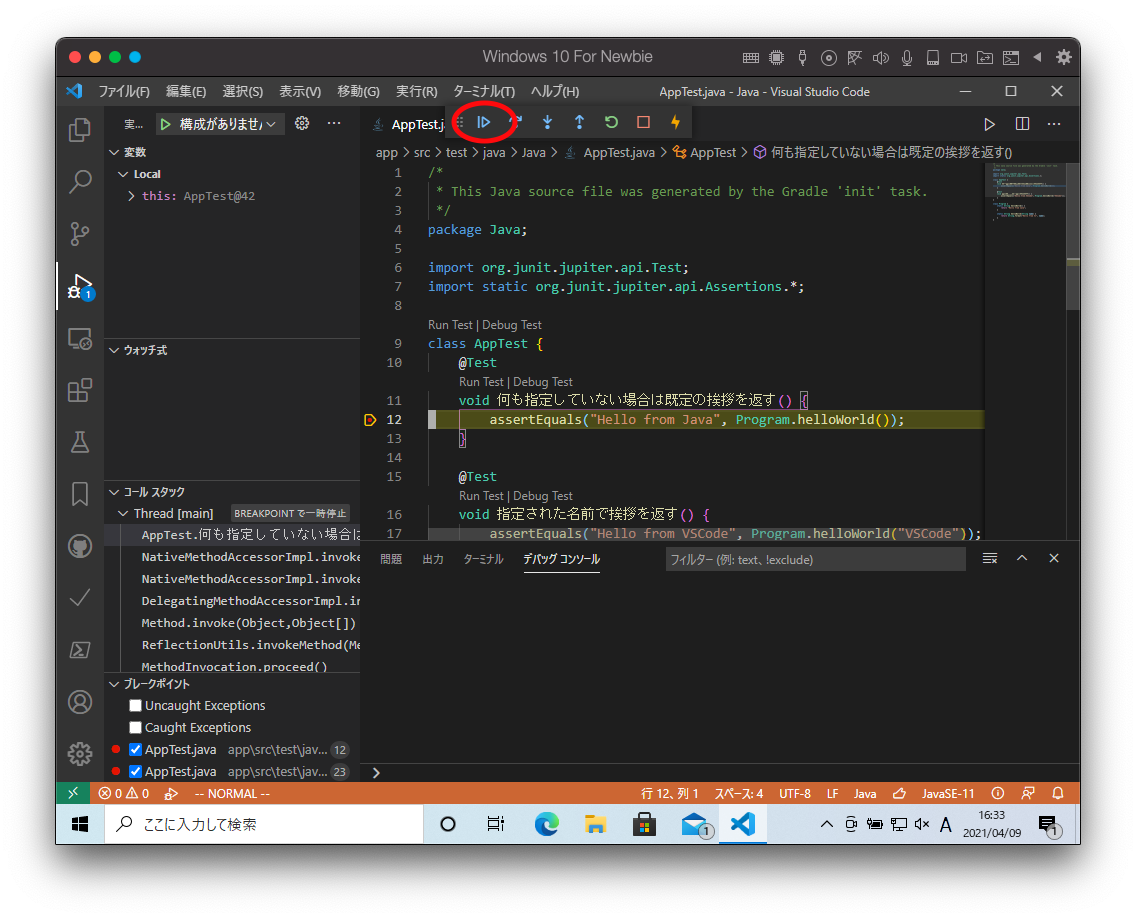 Windows 10 For Newbie
ファイル(F) 編集(E) 選択(S) 表示(V) 移動(G) 実行(R) ターミナル(T) ヘルプ(H) AppTest.java - Java - Visual Studio Code
実... 構成がありませ
AppTest.j
app > src > test > java > Java > AppTest.java > AppTest > 何も指定していない場合は既定の挨拶を返す()
変数
Local
this: AppTest@42
ウォッチ式
コール スタック
Thread [main] BREAKPOINT で一時停止
AppTest.何も指定していない場合は
NativeMethodAccessorImpl.invoke
NativeMethodAccessorImpl.invoke
DelegatingMethodAccessorImpl.in
Method.invoke(Object,Object[])
ReflectionUtils.invokeMethod(Me
MethodInvocation.proceed()
ブレークポイント
Uncaught Exceptions
Caught Exceptions
AppTest.java app\src\test\jav... 12
AppTest.java app\src\test\jav... 23
1 /*
2 * This Java source file was generated by the Gradle 'init' task.
3 */
4 package Java;
5
6 import org.junit.jupiter.api.Test;
7 import static org.junit.jupiter.api.Assertions.*;
8
Run Test | Debug Test
9 class AppTest {
10 @Test
Run Test | Debug Test
11 void 何も指定していない場合は既定の挨拶を返す() {
12 assertEquals("Hello from Java", Program.helloWorld());
13 }
14
15 @Test
Run Test | Debug Test
16 void 指定された名前で挨拶を返す() {
17 assertEquals("Hello from VSCode", Program.helloWorld("VSCode"));
問題 出力 ターミナル デバッグ コンソール フィルター (例: text, !exclude)
1
0 0 -- NORMAL -- 行 12、列 1 スペース: 4 UTF-8 LF Java JavaSE-11
ここに入力して検索 1 A 16:33
2021/04/09 1